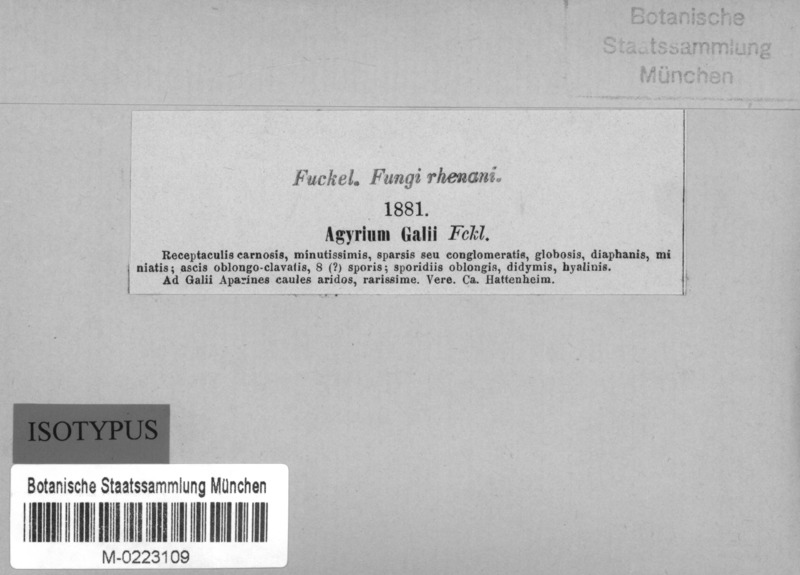 Botanische
Staatssammlung
München
Fuckel. Fungi rhenani.
1881.
Agyrium Galii Fckl.
Receptaculis carnosis, minutissimis, sparsis seu conglomeratis, globosis, diaphanis, mi
niatis; ascis oblongo-clavatis, 8 (?) sporis; sporidiis oblongis, didymis, hyalinis.
Ad Galii Aparines caules aridos, rarissime. Vere. Ca. Hattenheim.
ISOTYPUS
Botanische Staatssammlung München
M-0223109